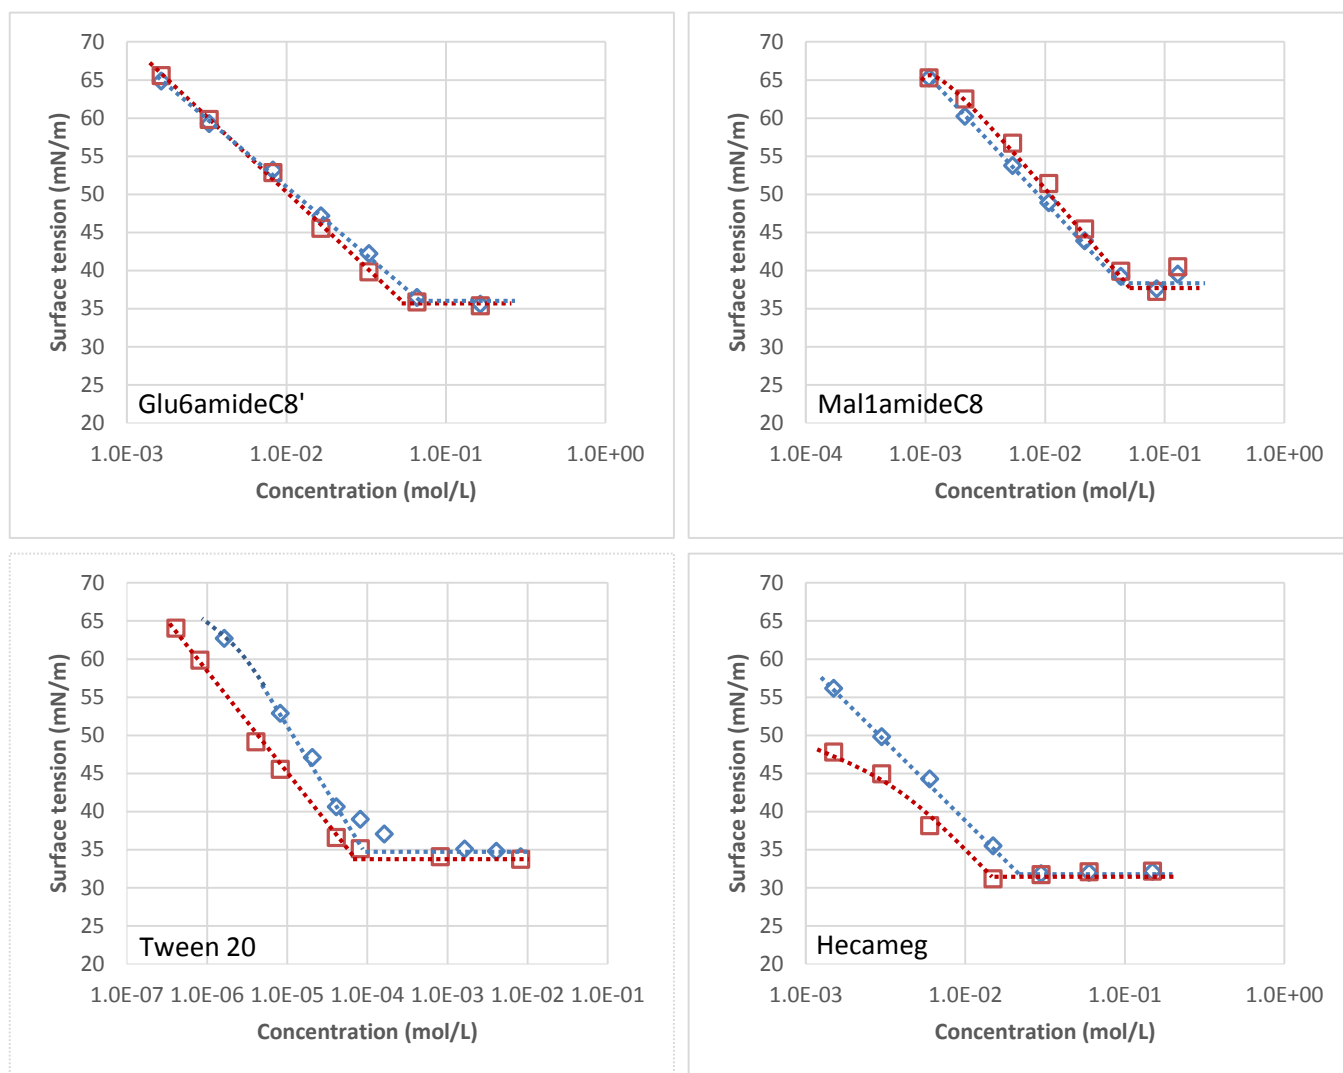 70
65
60
55
50
45
40
35
30
25
20
Surface tension (mN/m)
Glu6amideC8'
1.0E-03 1.0E-02 1.0E-01 1.0E+00
Concentration (mol/L)
70
65
60
55
50
45
40
35
30
25
20
Surface tension (mN/m)
Mal1amideC8
1.0E-04 1.0E-03 1.0E-02 1.0E-01 1.0E+00
Concentration (mol/L)
70
65
60
55
50
45
40
35
30
25
20
Surface tension (mN/m)
Tween 20
1.0E-07 1.0E-06 1.0E-05 1.0E-04 1.0E-03 1.0E-02 1.0E-01
Concentration (mol/L)
70
65
60
55
50
45
40
35
30
25
20
Surface tension (mN/m)
Hecameg
1.0E-03 1.0E-02 1.0E-01 1.0E+00
Concentration (mol/L)